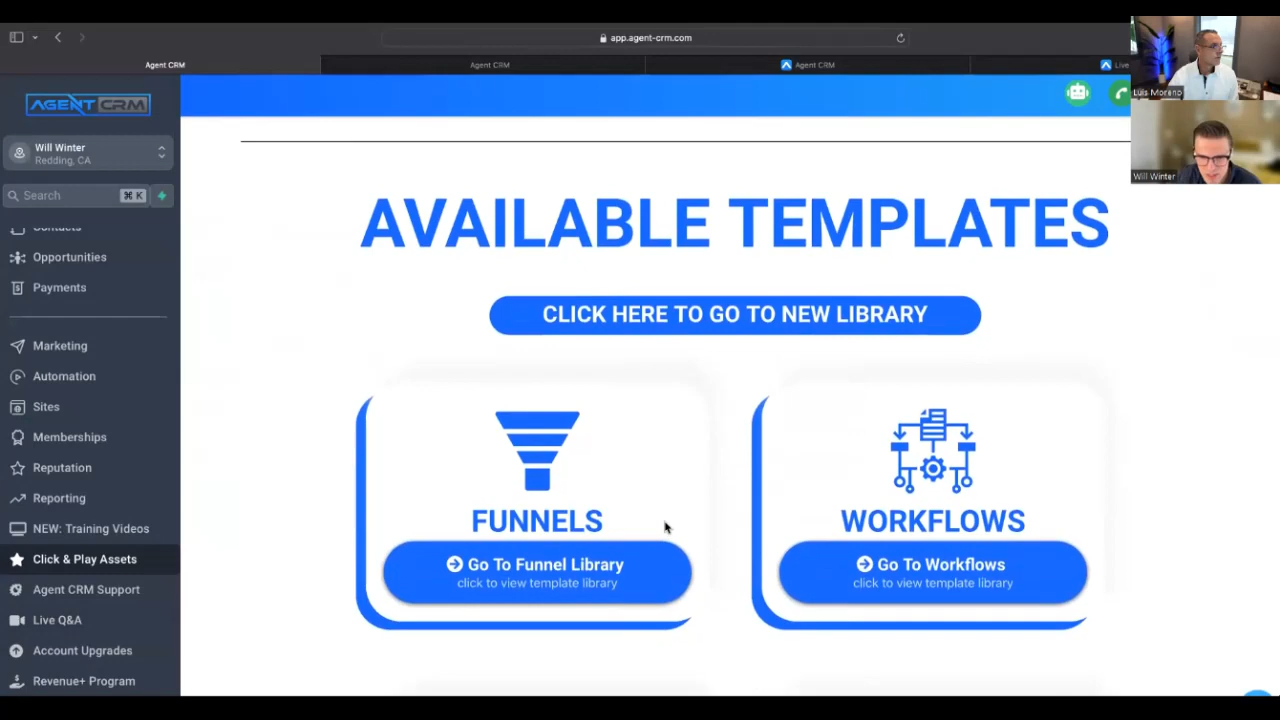 app.agent-crm.com
Agent CRM
Agent CRM
Agent CRM
Live
Luis Moreno
Will Winter
AGENT CRM
Will Winter
Redding, CA
Search
⌘ K
Contacts
Opportunities
Payments
Marketing
Automation
Sites
Memberships
Reputation
Reporting
NEW: Training Videos
Click & Play Assets
Agent CRM Support
Live Q&A
Account Upgrades
Revenue+ Program
AVAILABLE TEMPLATES
CLICK HERE TO GO TO NEW LIBRARY
FUNNELS
Go To Funnel Library
click to view template library
WORKFLOWS
Go To Workflows
click to view template library